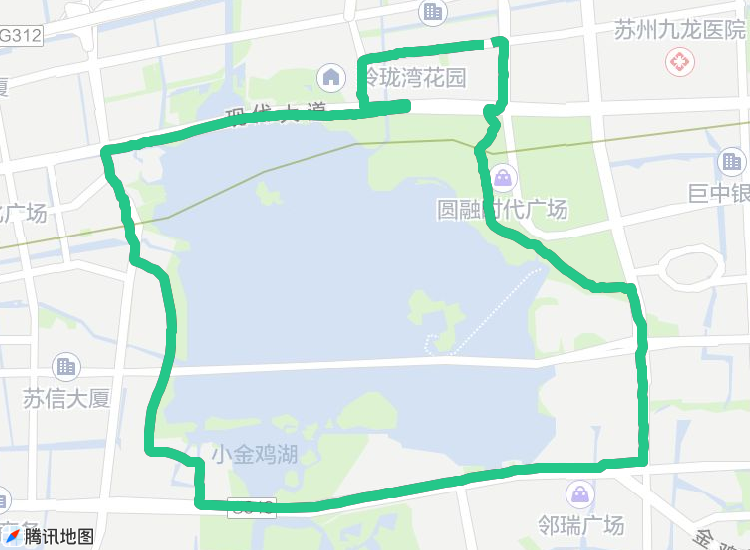 苏州九龙医院
G312
玲珑湾花园
现代大道
广场
圆融时代广场
巨中银
苏信大厦
小金鸡湖
邻瑞广场
腾讯地图
金鸡